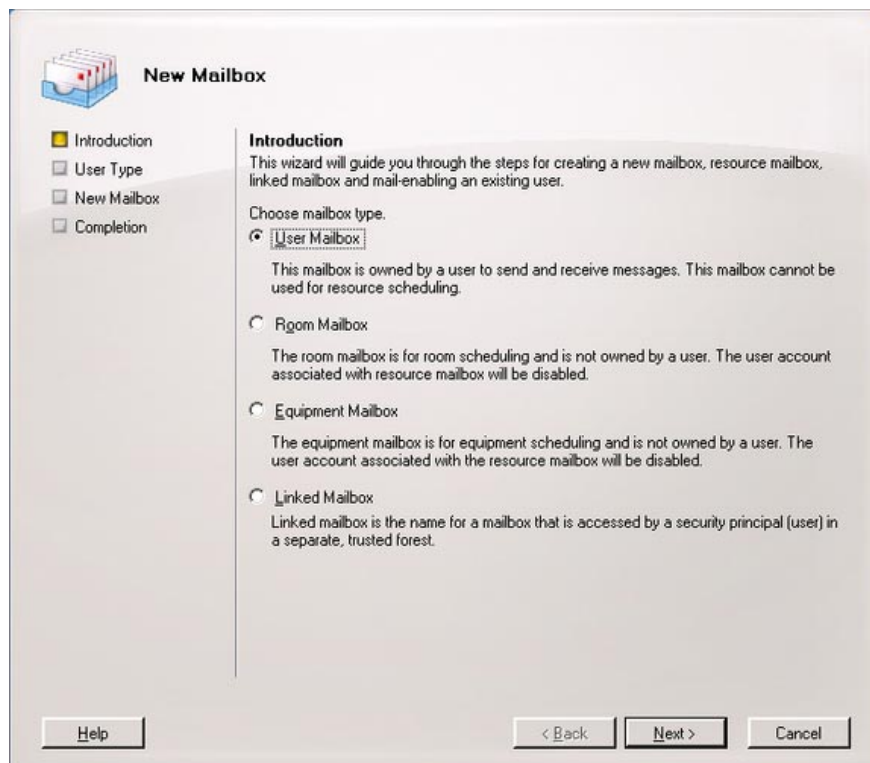 New Mailbox
Introduction
User Type
New Mailbox
Completion
Introduction
This wizard will guide you through the steps for creating a new mailbox, resource mailbox,
linked mailbox and mail-enabling an existing user.
Choose mailbox type.
User Mailbox
This mailbox is owned by a user to send and receive messages. This mailbox cannot be
used for resource scheduling.
Room Mailbox
The room mailbox is for room scheduling and is not owned by a user. The user account
associated with resource mailbox will be disabled.
Equipment Mailbox
The equipment mailbox is for equipment scheduling and is not owned by a user. The
user account associated with the resource mailbox will be disabled.
Linked Mailbox
Linked mailbox is the name for a mailbox that is accessed by a security principal (user) in
a separate, trusted forest.
Help
< Back
Next >
Cancel